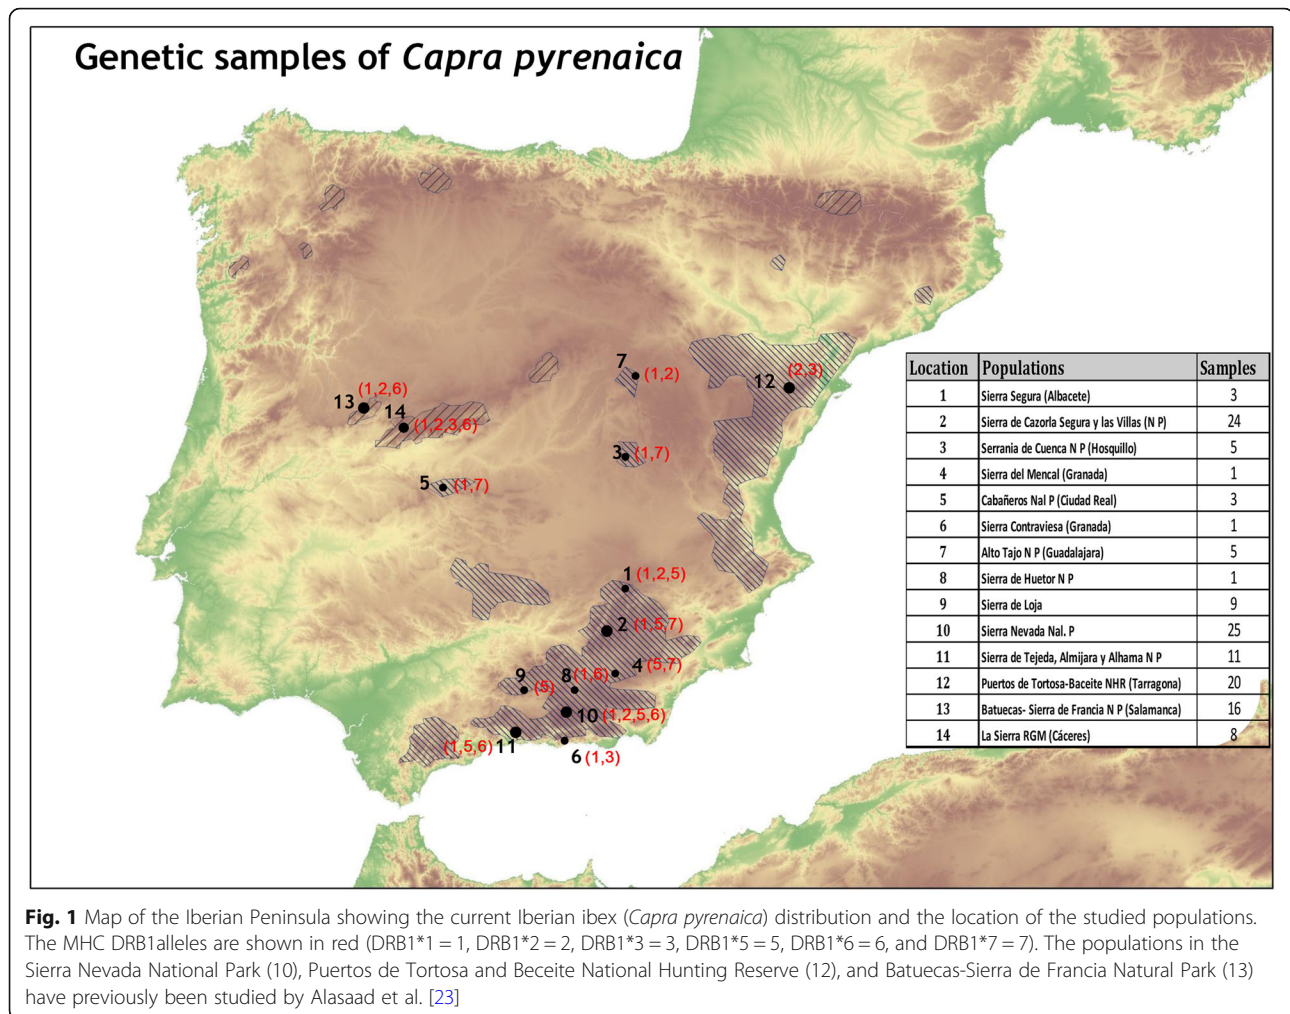 Genetic samples of Capra pyrenaica
7 (1,2)
(2,3)
12
(1,2,6)
13
14
(1,2,3,6)
3 (1,7)
5 (1,7)
1 (1,2,5)
2 (1,5,7)
4 (5,7)
9 (5)
8 (1,6)
10 (1,2,5,6)
(1,5,6) 11
6 (1,3)
Location Populations Samples
1 Sierra Segura (Albacete) 3
2 Sierra de Cazorla Segura y las Villas (N P) 24
3 Serrania de Cuenca N P (Hosquillo) 5
4 Sierra del Mencal (Granada) 1
5 Cabañeros Nal P (Ciudad Real) 3
6 Sierra Contraviesa (Granada) 1
7 Alto Tajo N P (Guadalajara) 5
8 Sierra de Huetor N P 1
9 Sierra de Loja 9
10 Sierra Nevada Nal. P 25
11 Sierra de Tejeda, Almijara y Alhama N P 11
12 Puertos de Tortosa-Baceite NHR (Tarragona) 20
13 Batuecas- Sierra de Francia N P (Salamanca) 16
14 La Sierra RGM (Cáceres) 8
Fig. 1 Map of the Iberian Peninsula showing the current Iberian ibex (Capra pyrenaica) distribution and the location of the studied populations.
The MHC DRB1alleles are shown in red (DRB1*1 = 1, DRB1*2 = 2, DRB1*3 = 3, DRB1*5 = 5, DRB1*6 = 6, and DRB1*7 = 7). The populations in the
Sierra Nevada National Park (10), Puertos de Tortosa and Beceite National Hunting Reserve (12), and Batuecas-Sierra de Francia Natural Park (13)
have previously been studied by Alasaad et al. [23]